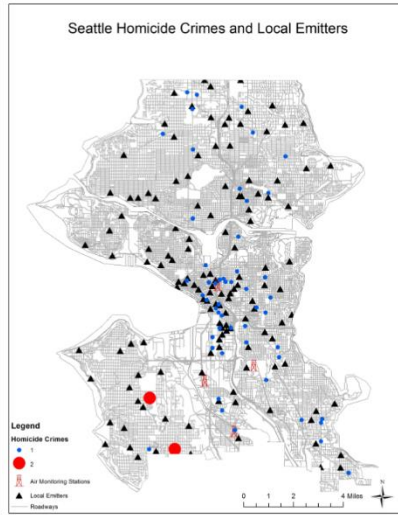 Seattle Homicide Crimes and Local Emitters
Legend
Homicide Crimes
1
2
Air Monitoring Stations
Local Emitters
Roadways
0 1 2 4 Miles
N